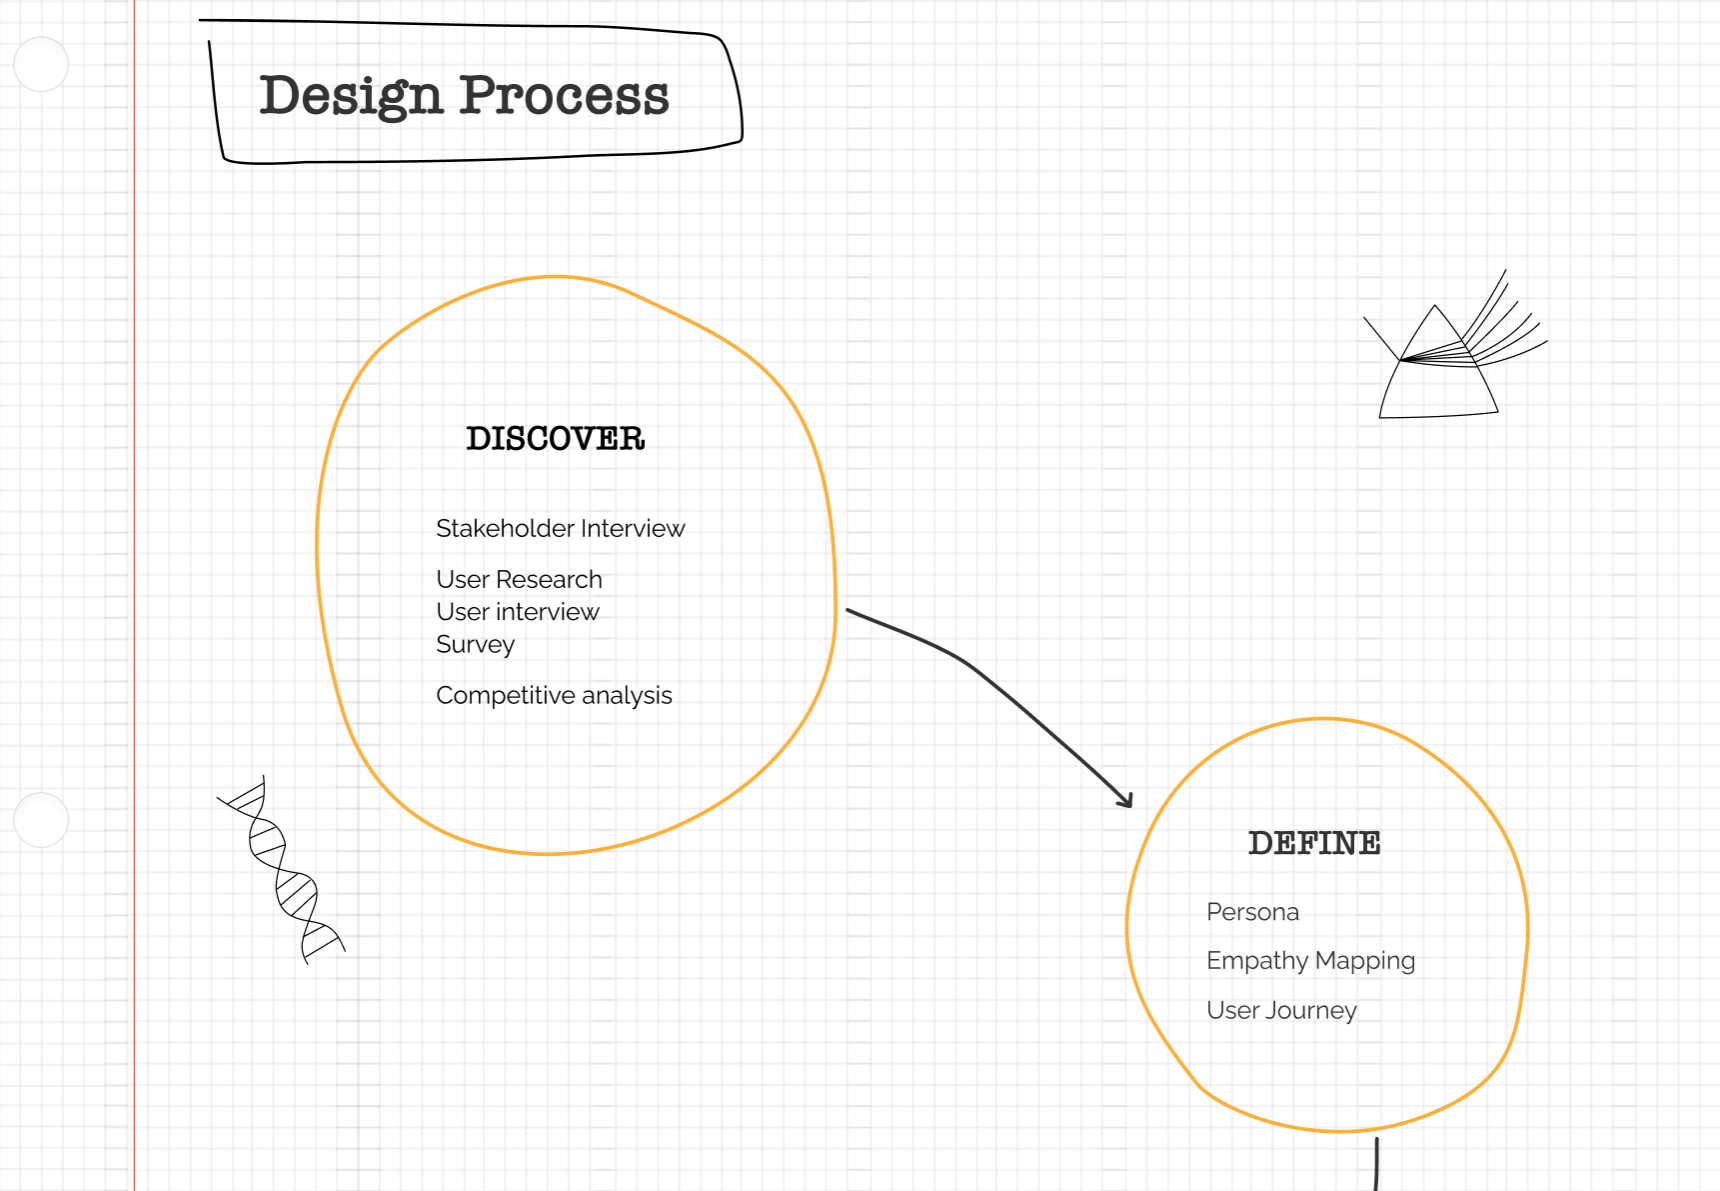 Design Process
DISCOVER
Stakeholder Interview
User Research
User interview
Survey
Competitive analysis
DEFINE
Persona
Empathy Mapping
User Journey